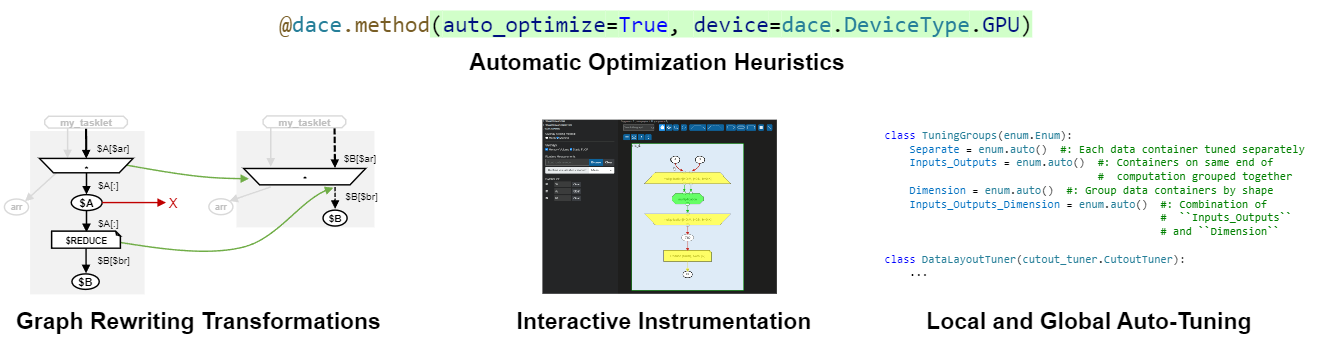 @dace.method(auto_optimize=True, device=dace.DeviceType.GPU)
Automatic Optimization Heuristics
my_tasklet
$A[$ar]
$A[:]
arr
$A
X
$A[:]
$REDUCE
$B[$br]
$B
my_tasklet
$B[$ar]
$B[$br]
arr
$B
Graph Rewriting Transformations
Interactive Instrumentation
class TuningGroups(enum.Enum):
Separate = enum.auto()  #: Each data container tuned separately
Inputs_Outputs = enum.auto()  #: Containers on same end of
#  computation grouped together
Dimension = enum.auto()  #: Group data containers by shape
Inputs_Outputs_Dimension = enum.auto()  #: Combination of
#  ``Inputs_Outputs``
# and ``Dimension``
class DataLayoutTuner(cutout_tuner.CutoutTuner):
...
Local and Global Auto-Tuning